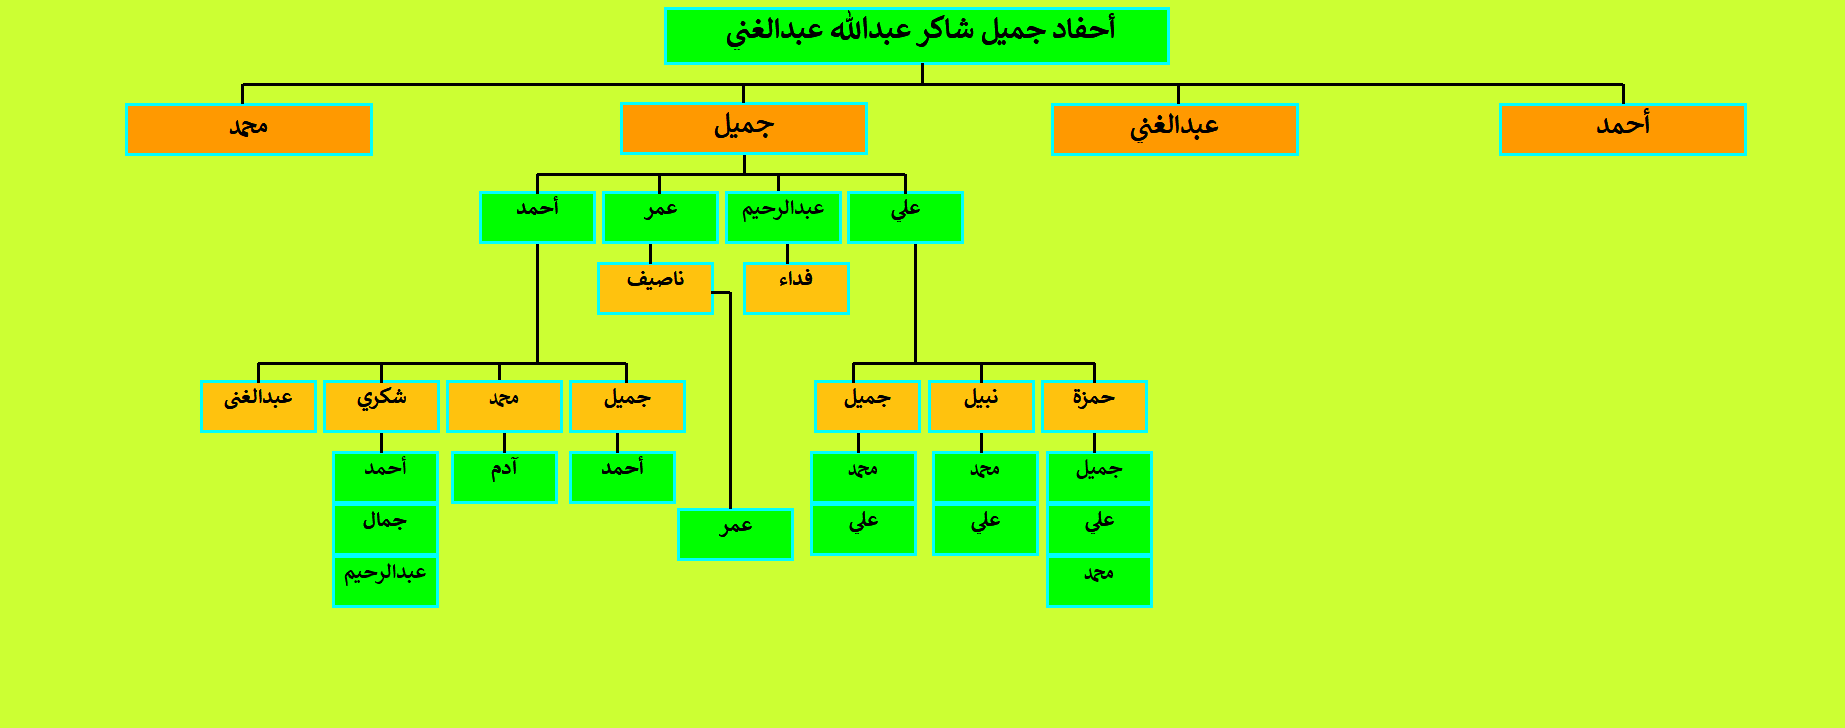 أحفاد جميل شاكر عبدالله عبدالغني
أحمد
عبدالغني
جميل
محمد
علي
عبدالرحيم
عمر
أحمد
فداء
ناصيف
حمزة
نبيل
جميل
جميل
محمد
شكري
عبدالغنى
جميل
محمد
محمد
أحمد
آدم
أحمد
علي
علي
علي
عمر
جمال
محمد
عبدالرحيم